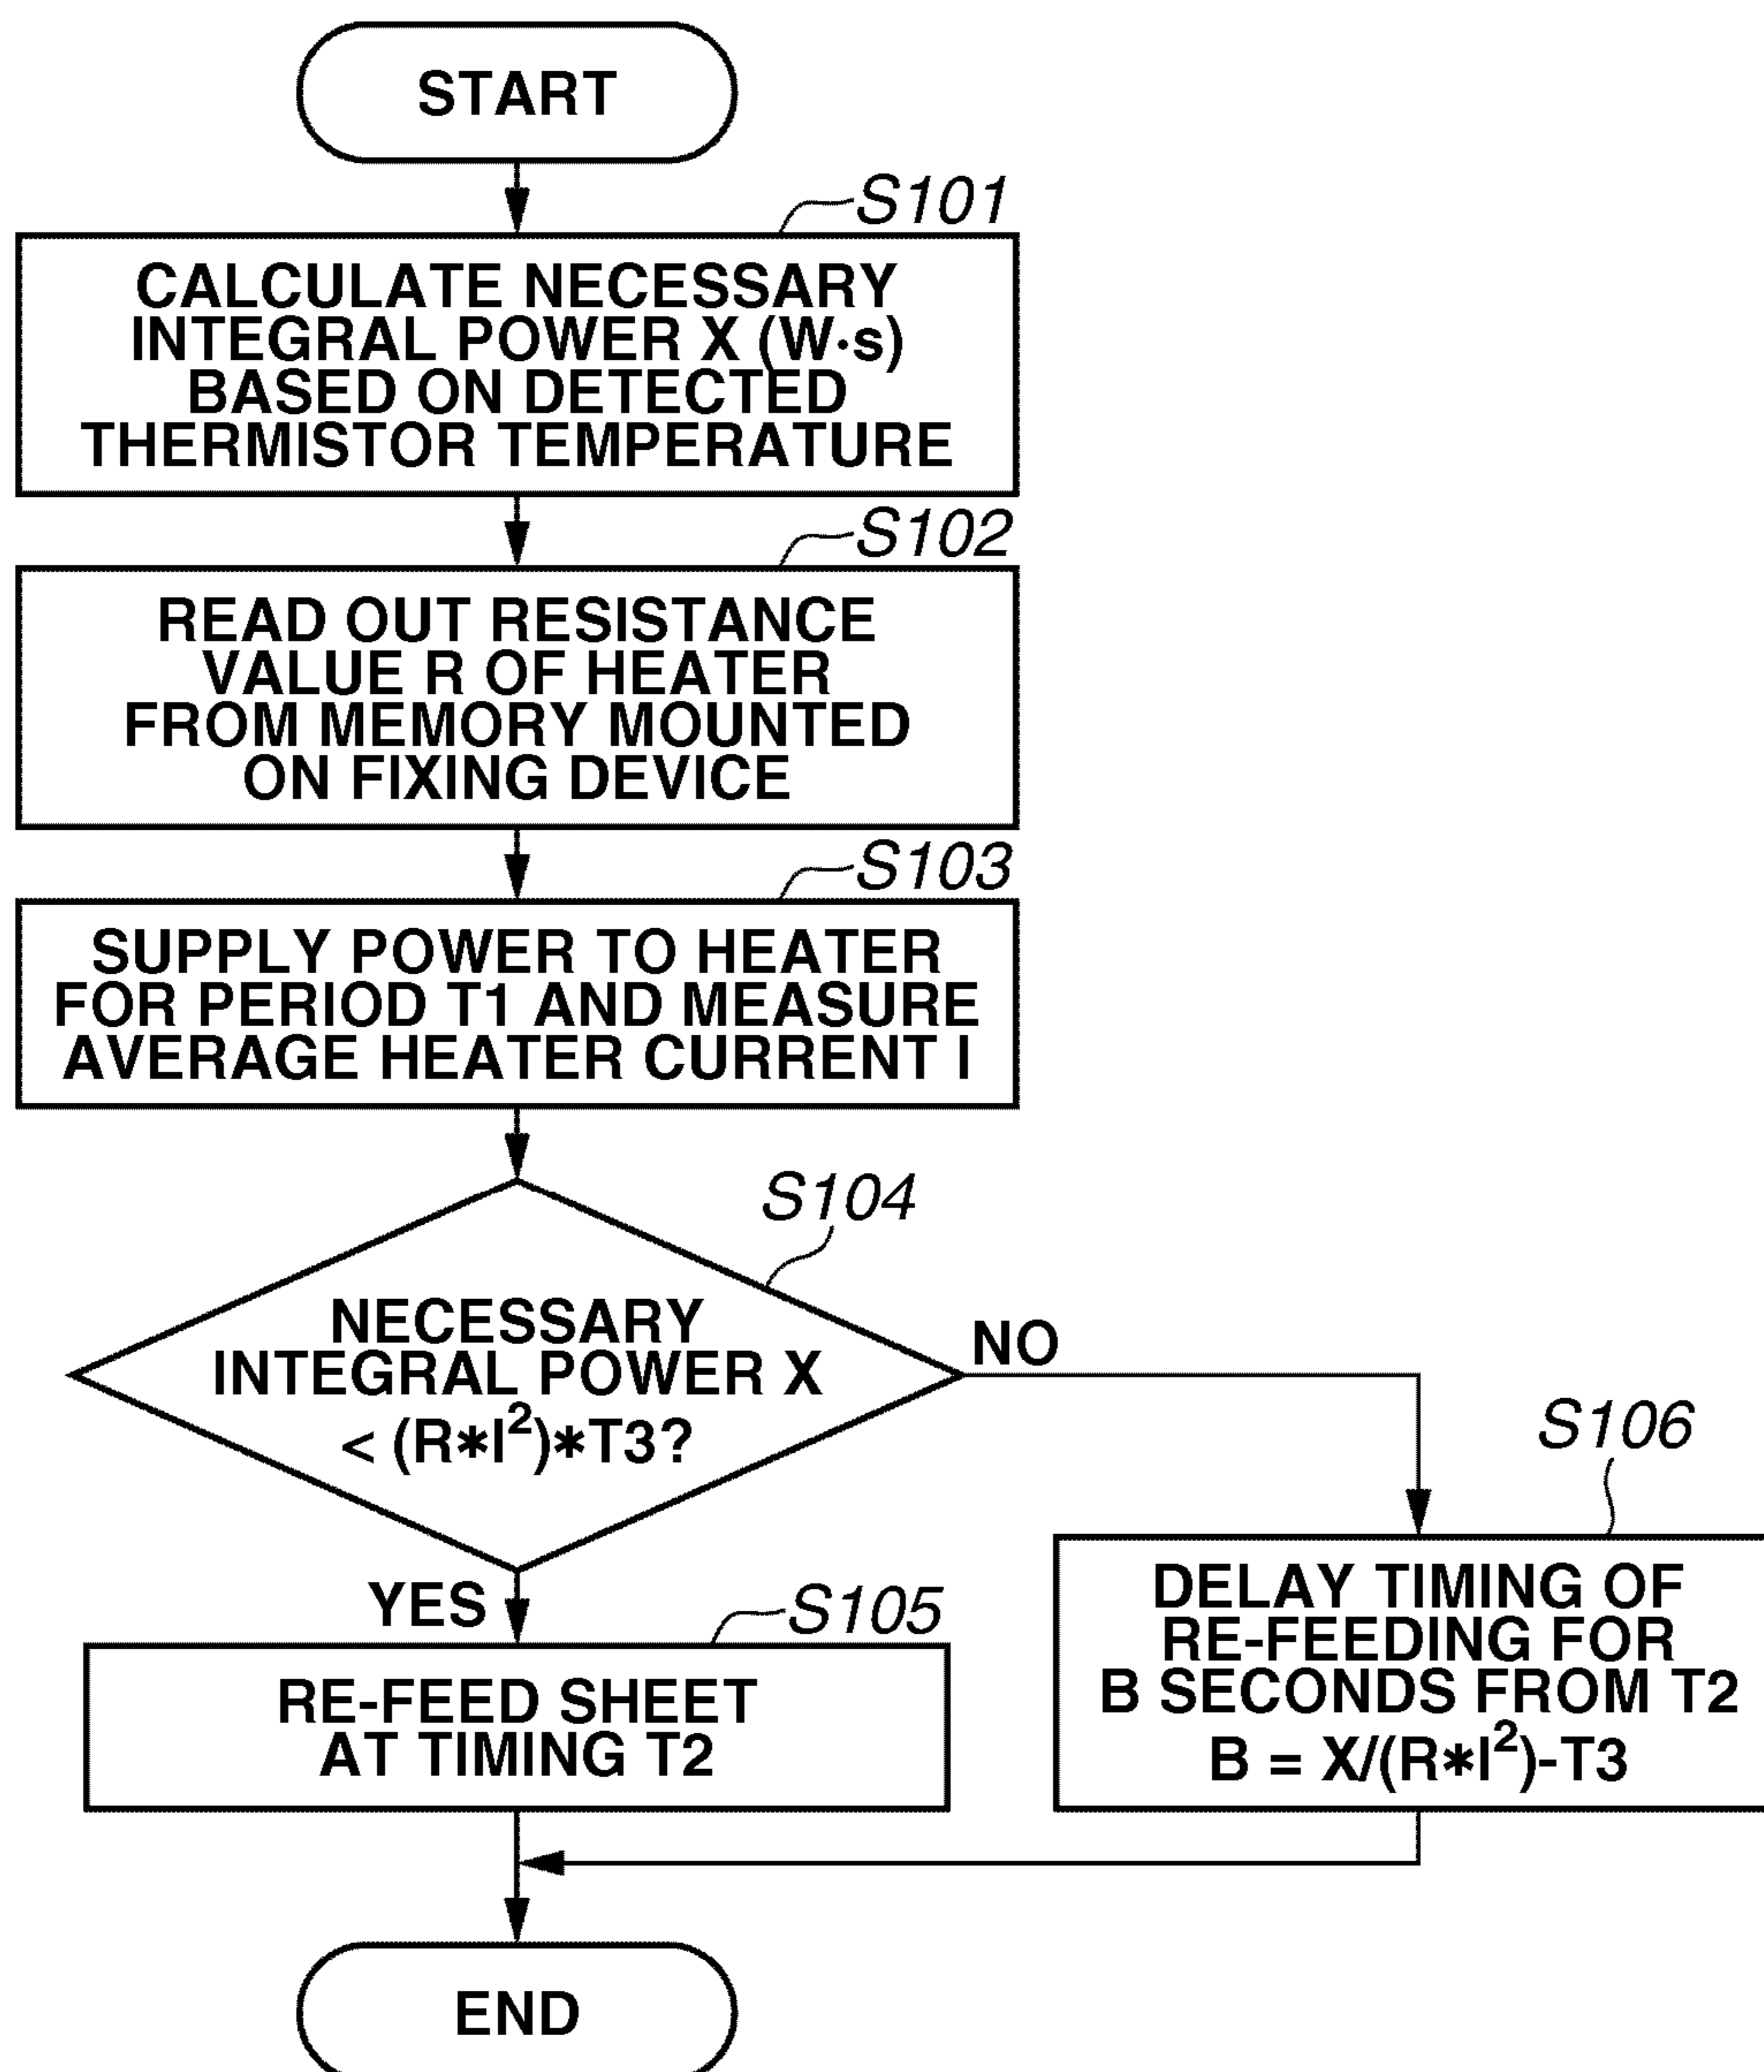 START
S101
CALCULATE NECESSARY
INTEGRAL POWER X (W·s)
BASED ON DETECTED
THERMISTOR TEMPERATURE
S102
READ OUT RESISTANCE
VALUE R OF HEATER
FROM MEMORY MOUNTED
ON FIXING DEVICE
S103
SUPPLY POWER TO HEATER
FOR PERIOD T1 AND MEASURE
AVERAGE HEATER CURRENT I
S104
NECESSARY
INTEGRAL POWER X
< (R*I²)*T3?
NO
YES
S105
RE-FEED SHEET
AT TIMING T2
S106
DELAY TIMING OF
RE-FEEDING FOR
B SECONDS FROM T2
B = X/(R*I²)-T3
END